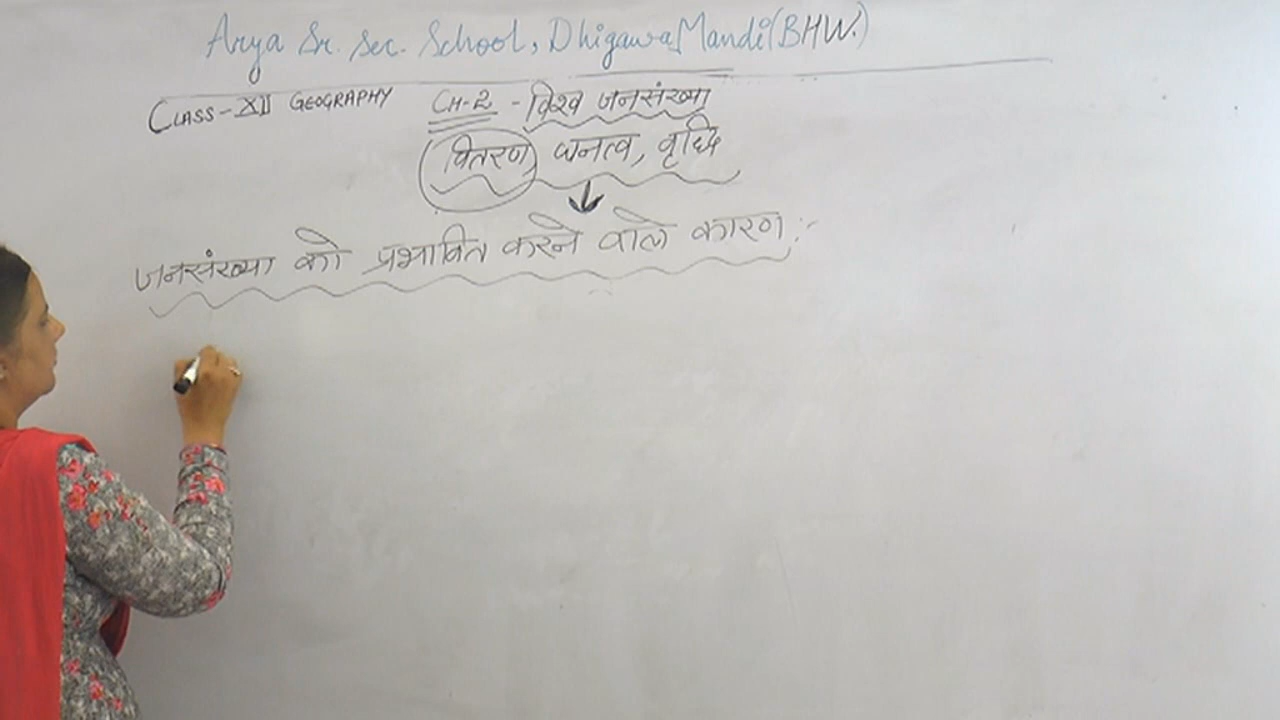 Arya Sr. Sec. School, Dhigawa Mandi (BHW.)
CLASS-XII GEOGRAPHY CH-2 - विश्व जनसंख्या
वितरण, घनत्व, वृद्धि
जनसंख्या को प्रभावित करने वाले कारण :-